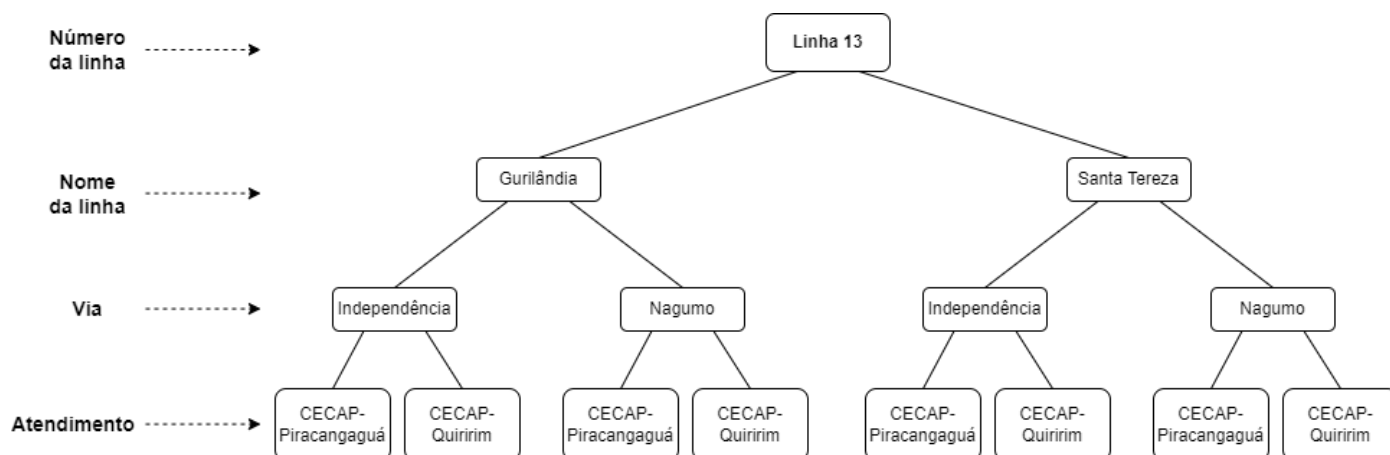 Número
da linha
Linha 13
Nome
da linha
Gurilândia
Santa Tereza
Via
Independência
Nagumo
Independência
Nagumo
Atendimento
CECAP-
Piracangaguá
CECAP-
Quiririm
CECAP-
Piracangaguá
CECAP-
Quiririm
CECAP-
Piracangaguá
CECAP-
Quiririm
CECAP-
Piracangaguá
CECAP-
Quiririm